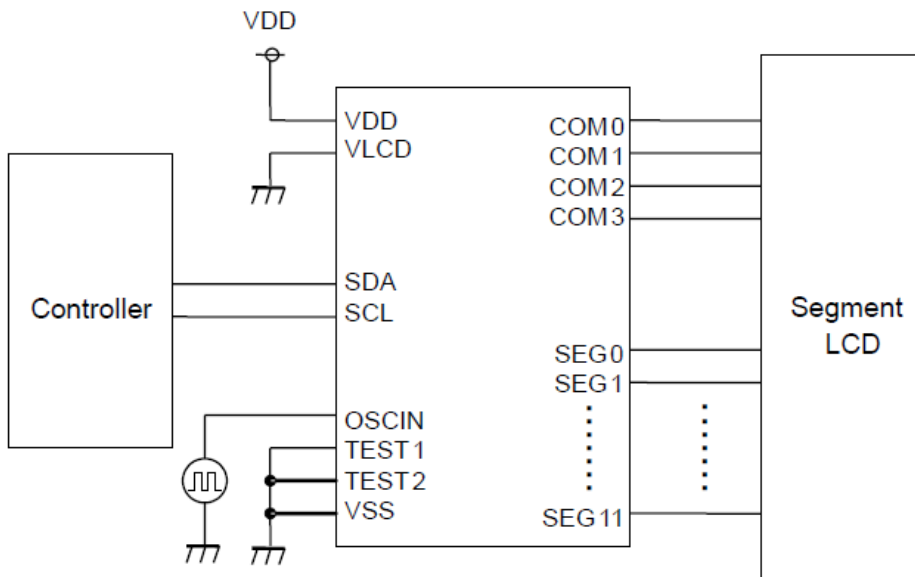 VDD
VDD
VLCD
COM0
COM1
COM2
COM3
SDA
SCL
Controller
Segment
LCD
SEG0
SEG1
OSCIN
TEST1
TEST2
VSS
SEG11